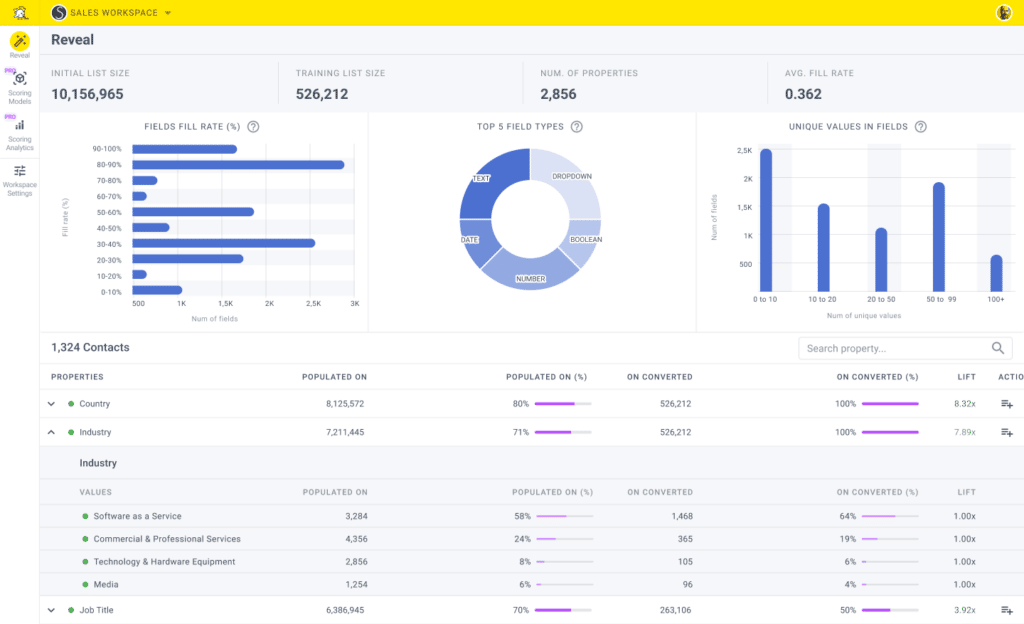 SALES WORKSPACE
Reveal
Reveal
PRO
Scoring
Models
PRO
Scoring
Analytics
Workspace
Settings
INITIAL LIST SIZE TRAINING LIST SIZE NUM. OF PROPERTIES AVG. FILL RATE
10,156,965 526,212 2,856 0.362
FIELDS FILL RATE (%) ?
90-100%
80-90%
70-80%
60-70%
50-60%
40-50%
30-40%
20-30%
10-20%
0-10%
Fill rate (%)
500 1K 1,5K 2K 2,5K 3K
Num of fields
TOP 5 FIELD TYPES ?
TEXT DROPDOWN
DATE BOOLEAN
NUMBER
UNIQUE VALUES IN FIELDS ?
2,5K
2K
1,5K
1K
500
Num of fields
0 to 10 10 to 20 20 to 50 50 to 99 100+
Num of unique values
1,324 Contacts
Search property...
PROPERTIES POPULATED ON POPULATED ON (%) ON CONVERTED ON CONVERTED (%) LIFT ACTIO
Country 8,125,572 80% 526,212 100% 8.32x
Industry 7,211,445 71% 526,212 100% 7.89x
Industry
VALUES POPULATED ON POPULATED ON (%) ON CONVERTED ON CONVERTED (%) LIFT
Software as a Service 3,284 58% 1,468 64% 1.00x
Commercial & Professional Services 4,356 24% 365 19% 1.00x
Technology & Hardware Equipment 2,856 8% 105 6% 1.00x
Media 1,254 6% 96 4% 1.00x
Job Title 6,386,945 70% 263,106 50% 3.92x